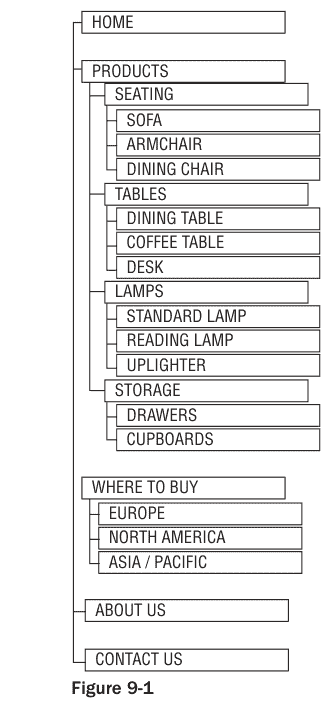 HOME
PRODUCTS
SEATING
SOFA
ARMCHAIR
DINING CHAIR
TABLES
DINING TABLE
COFFEE TABLE
DESK
LAMPS
STANDARD LAMP
READING LAMP
UPLIGHTER
STORAGE
DRAWERS
CUPBOARDS
WHERE TO BUY
EUROPE
NORTH AMERICA
ASIA / PACIFIC
ABOUT US
CONTACT US
Figure 9-1